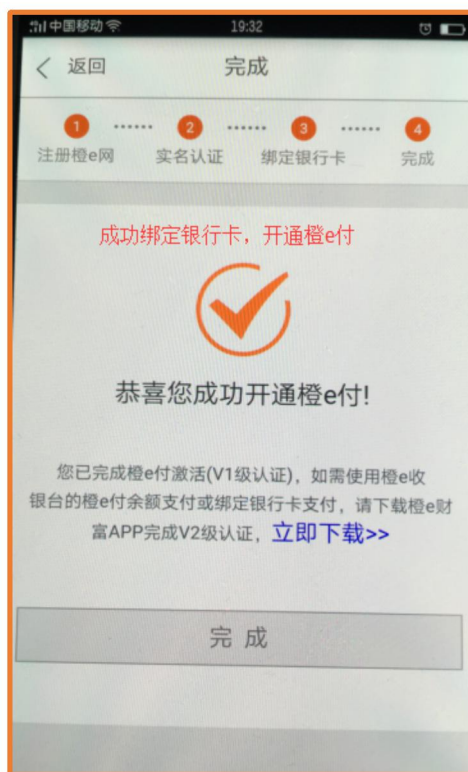 中国移动 19:32
< 返回 完成
1 ...... 2 ...... 3 ...... 4
注册橙e网 实名认证 绑定银行卡 完成
成功绑定银行卡，开通橙e付
恭喜您成功开通橙e付!
您已完成橙e付激活(V1级认证)，如需使用橙e收
银台的橙e付余额支付或绑定银行卡支付，请下载橙e财
富APP完成V2级认证，立即下载>>
完 成